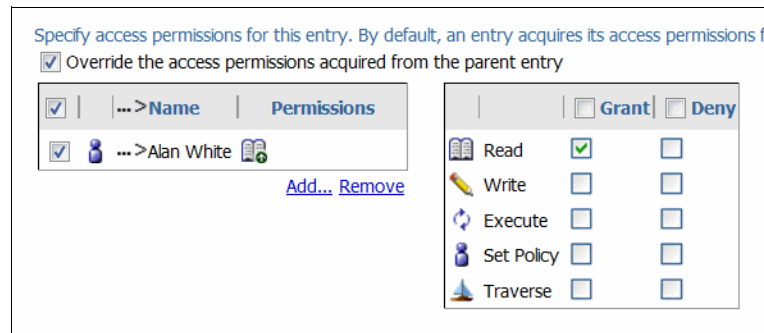 Specify access permissions for this entry. By default, an entry acquires its access permissions f
Override the access permissions acquired from the parent entry
...>Name | Permissions
...>Alan White
Add... Remove
Grant Deny
Read
Write
Execute
Set Policy
Traverse